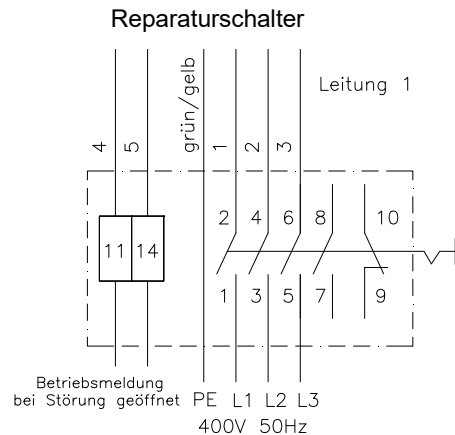 Reparaturschalter
Leitung 1
4 5 grün/gelb 1 2 3
2 4 6 8 10
11 14
1 3 5 7 9
Betriebsmeldung
bei Störung geöffnet PE L1 L2 L3
400V 50Hz